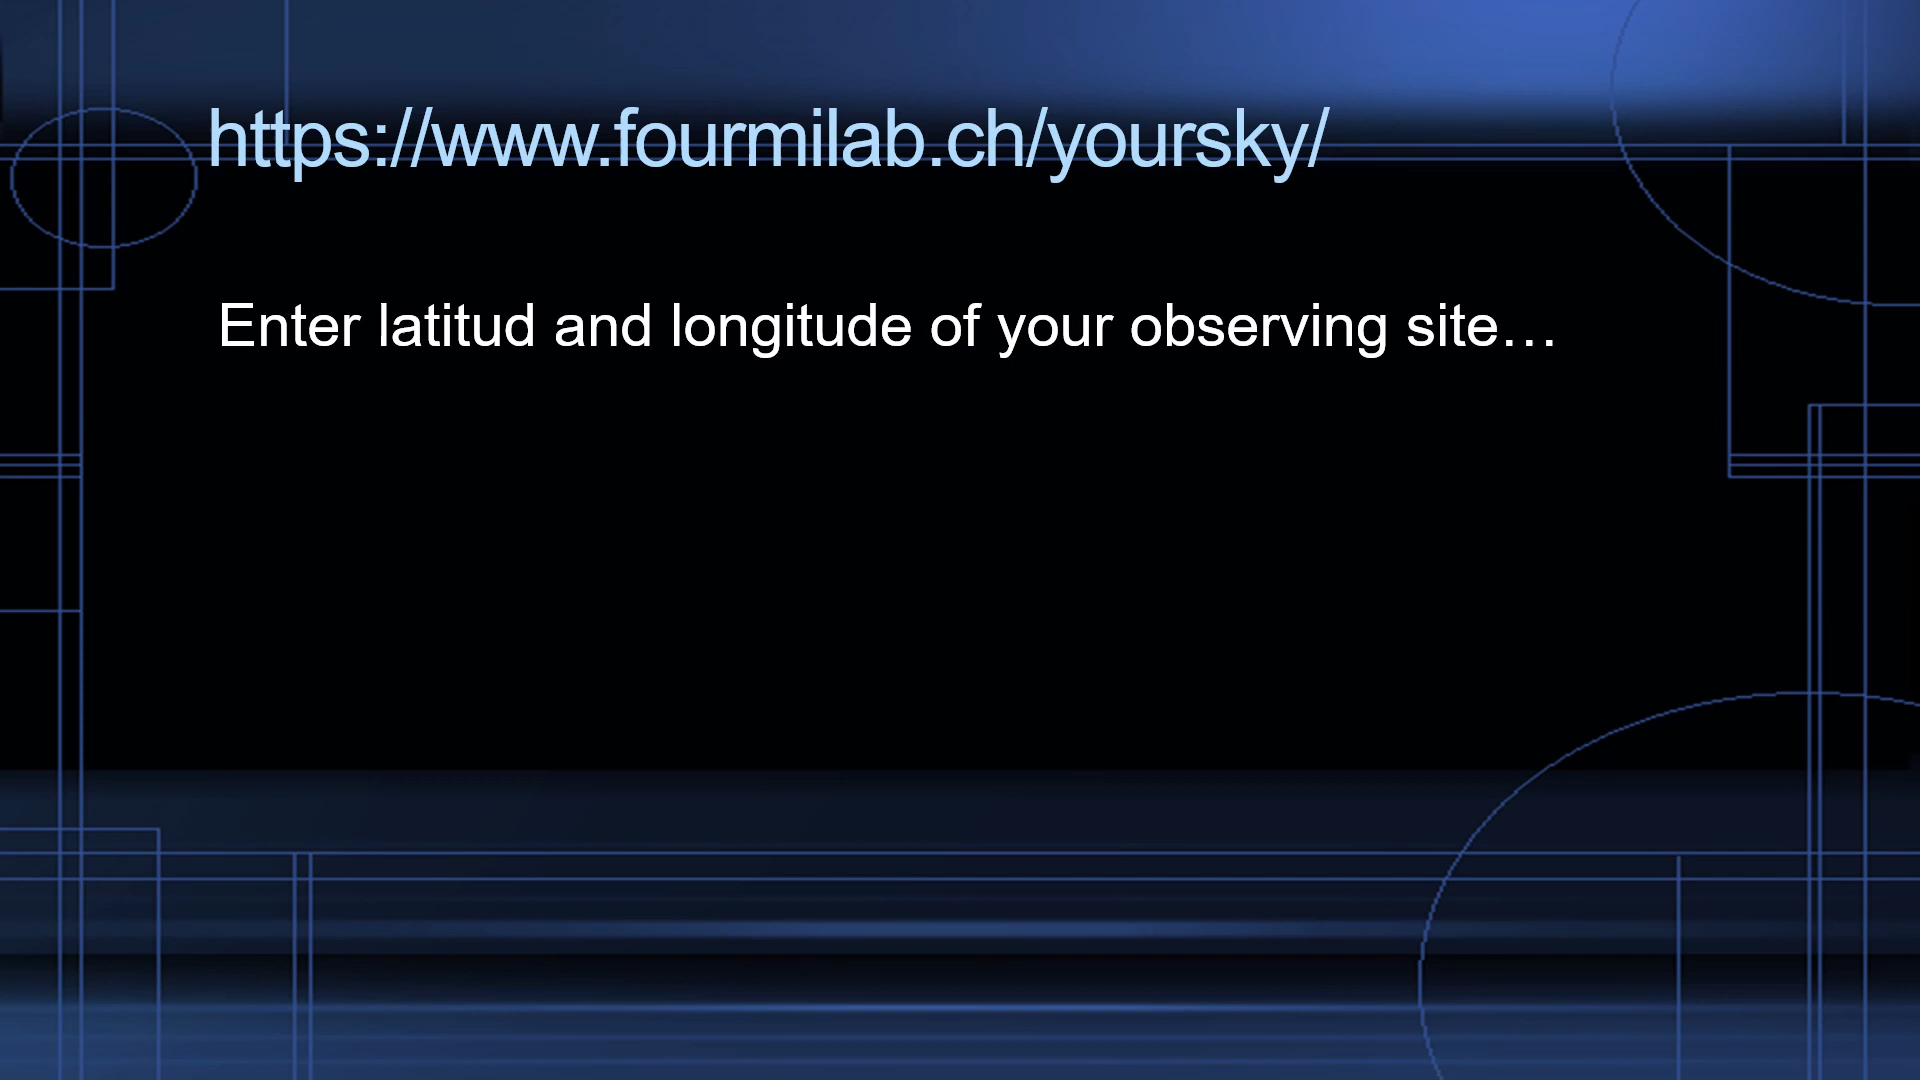 https://www.fourmilab.ch/yoursky/
Enter latitud and longitude of your observing site…